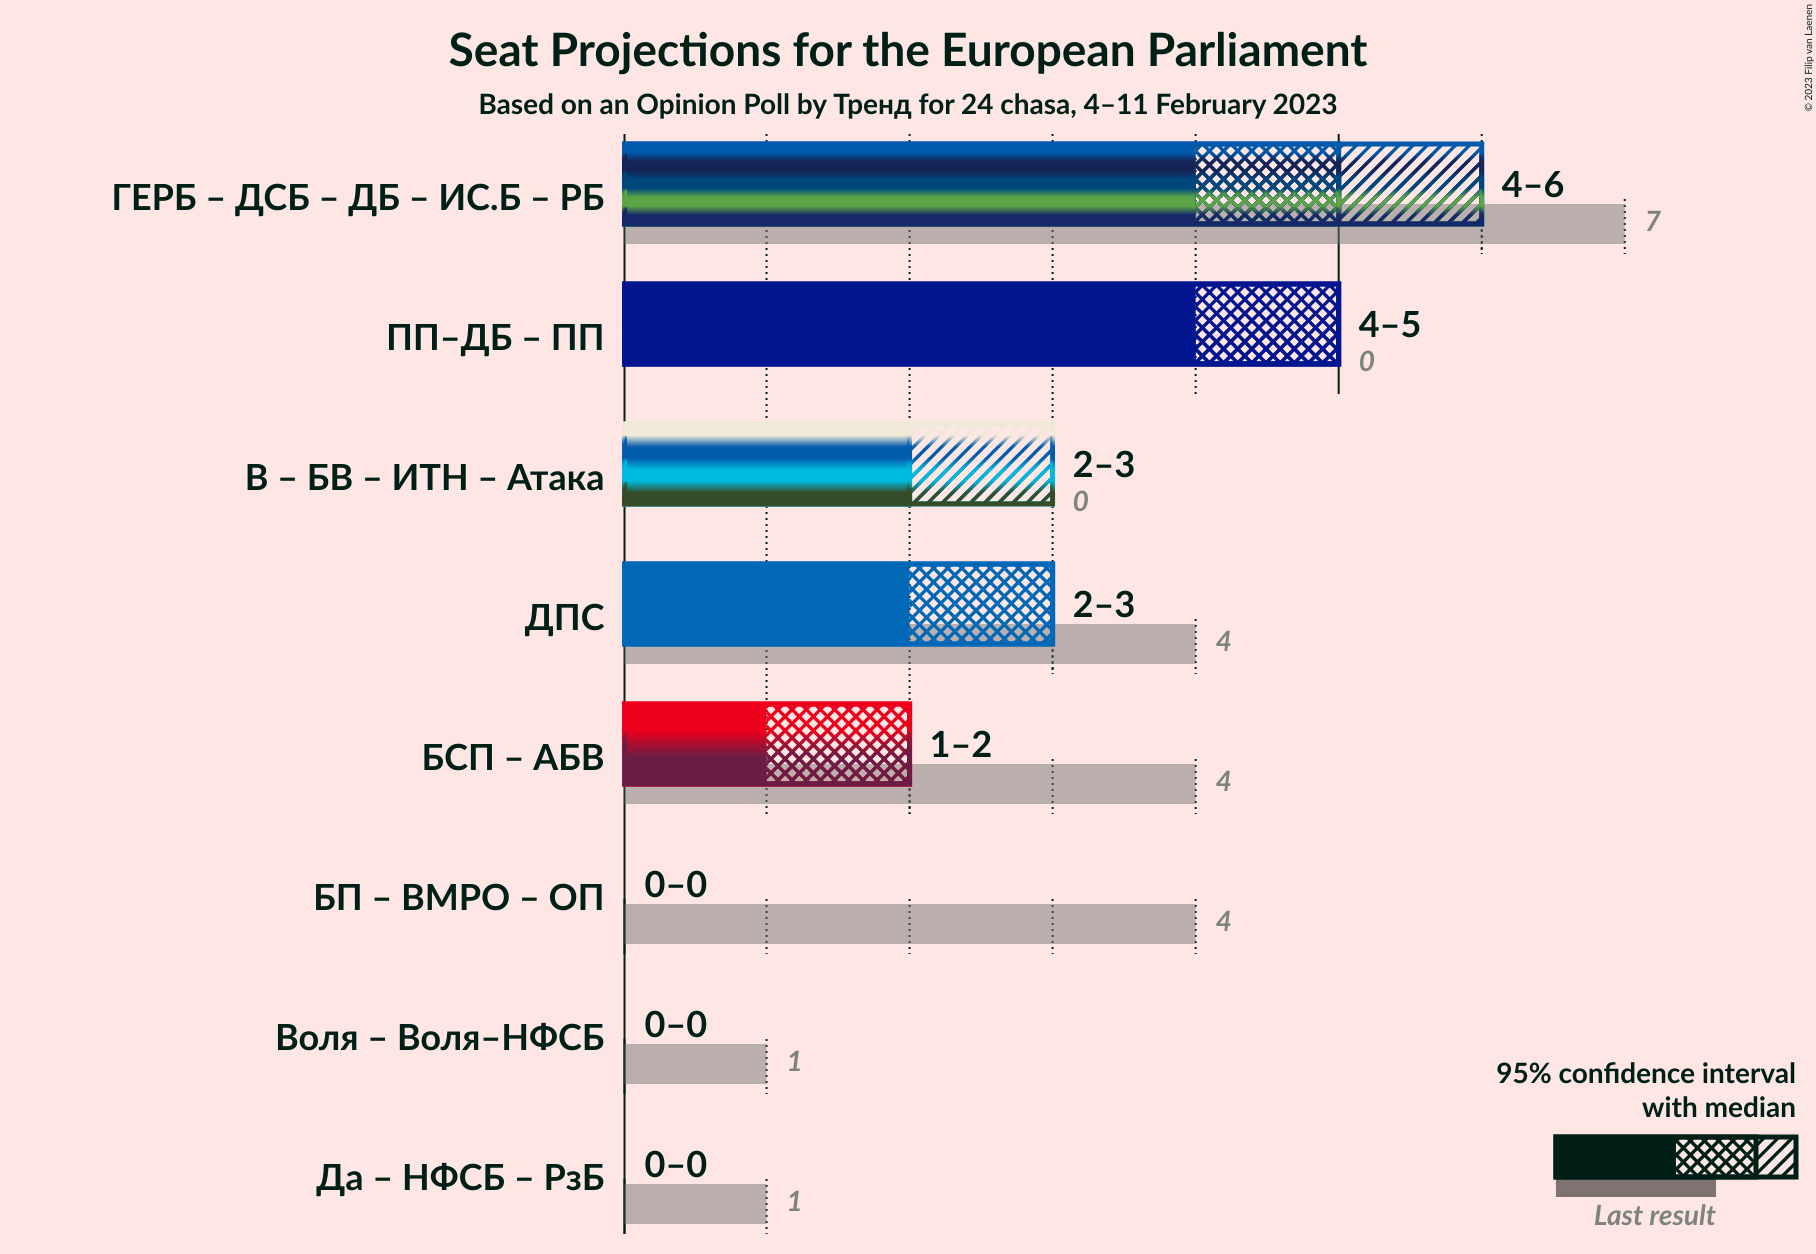 Seat Projections for the European Parliament
Based on an Opinion Poll by Тренд for 24 chasa, 4–11 February 2023
© 2023 Filip van Laenen
ГЕРБ – ДСБ – ДБ – ИС.Б – РБ
4–6
7
ПП–ДБ – ПП
4–5
0
В – БВ – ИТН – Атака
2–3
0
ДПС
2–3
4
БСП – АБВ
1–2
4
БП – ВМРО – ОП
0–0
4
Воля – Воля–НФСБ
0–0
1
Да – НФСБ – РзБ
0–0
1
95% confidence interval
with median
Last result